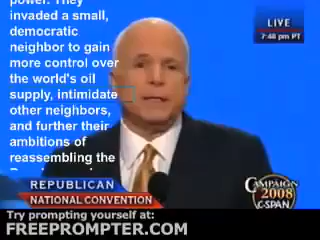 power. They
invaded a small,
democratic
neighbor to gain
more control over
the world's oil
supply, intimidate
other neighbors,
and further their
ambitions of
reassembling the
LIVE
7:48 pm PT
REPUBLICAN
NATIONAL CONVENTION
CAMPAIGN
2008
C-SPAN
Try prompting yourself at:
FREEPROMPTER.COM